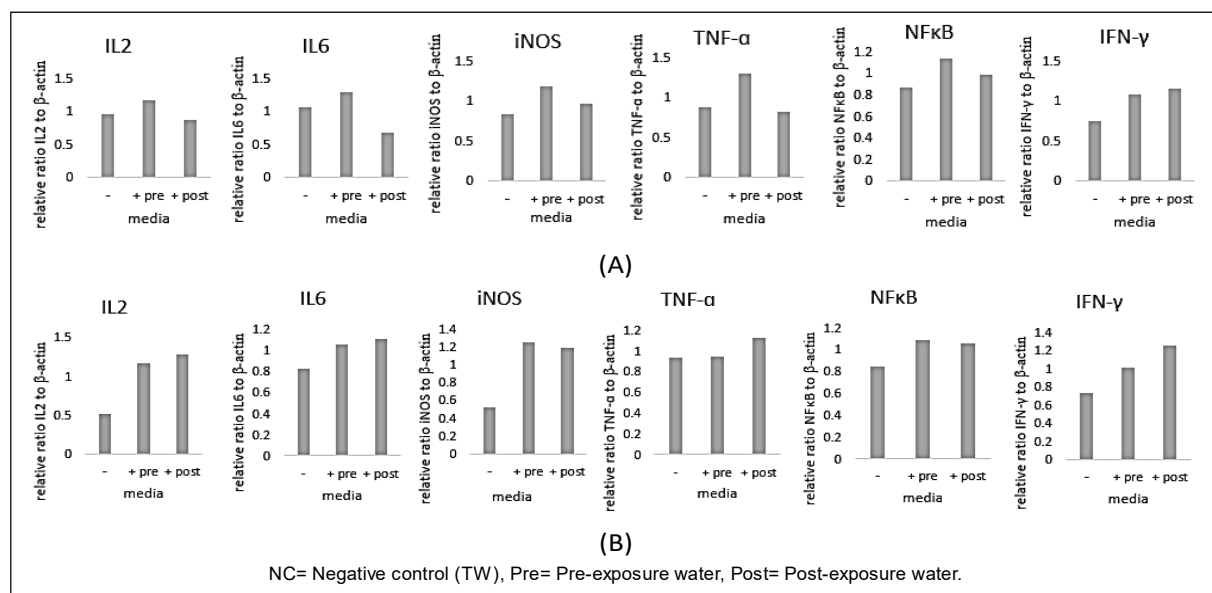 IL2
relative ratio IL2 to β-actin
1.5
1
0.5
0
- + pre + post
media
IL6
relative ratio IL6 to β-actin
1.5
1
0.5
0
- + pre + post
media
iNOS
relative ratio iNOS to β-actin
1.5
1
0.5
0
- + pre + post
media
TNF-α
relative ratio TNF-α to β-actin
1.5
1
0.5
0
- + pre + post
media
NFκB
relative ratio NFκB to β-actin
1.2
1
0.8
0.6
0.4
0.2
0
- + pre + post
media
IFN-γ
relative ratio IFN-γ to β-actin
1.5
1
0.5
0
- + pre + post
media
(A)
IL2
relative ratio IL2 to β-actin
1.5
1
0.5
0
- + pre + post
media
IL6
relative ratio IL6 to β-actin
1.2
1
0.8
0.6
0.4
0.2
0
- + pre + post
media
iNOS
relative ratio iNOS to β-actin
1.4
1.2
1
0.8
0.6
0.4
0.2
0
- + pre + post
media
TNF-α
relative ratio TNF-α to β-actin
1.2
1
0.8
0.6
0.4
0.2
0
- + pre + post
media
NFκB
relative ratio NFκB to β-actin
1.2
1
0.8
0.6
0.4
0.2
0
- + pre + post
media
IFN-γ
relative ratio IFN-γ to β-actin
1.4
1.2
1
0.8
0.6
0.4
0.2
0
- + pre + post
media
(B)
NC= Negative control (TW), Pre= Pre-exposure water, Post= Post-exposure water.